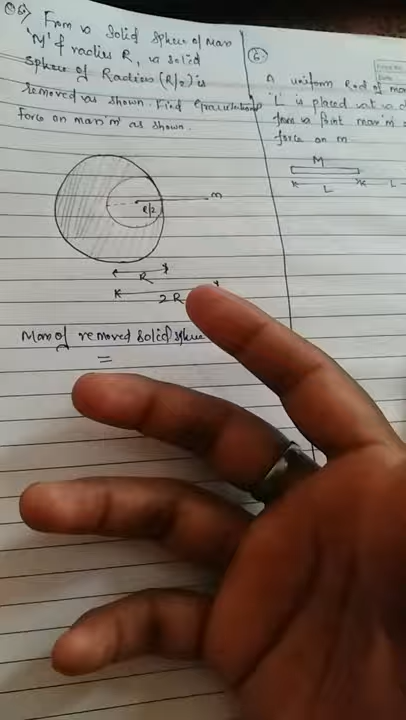 From a Solid Sphere of Mass
'M' of radius R, a solid
Sphere of Radius (R/2) is
removed as shown. Find Gravitational
Force on mass 'm' as shown.
R/2
m
R
2R
Mass of removed Solid Sphere
=
6
A uniform Rod of mas
'L' is placed at a d
from a Point mass m
force on m.
M
L
L